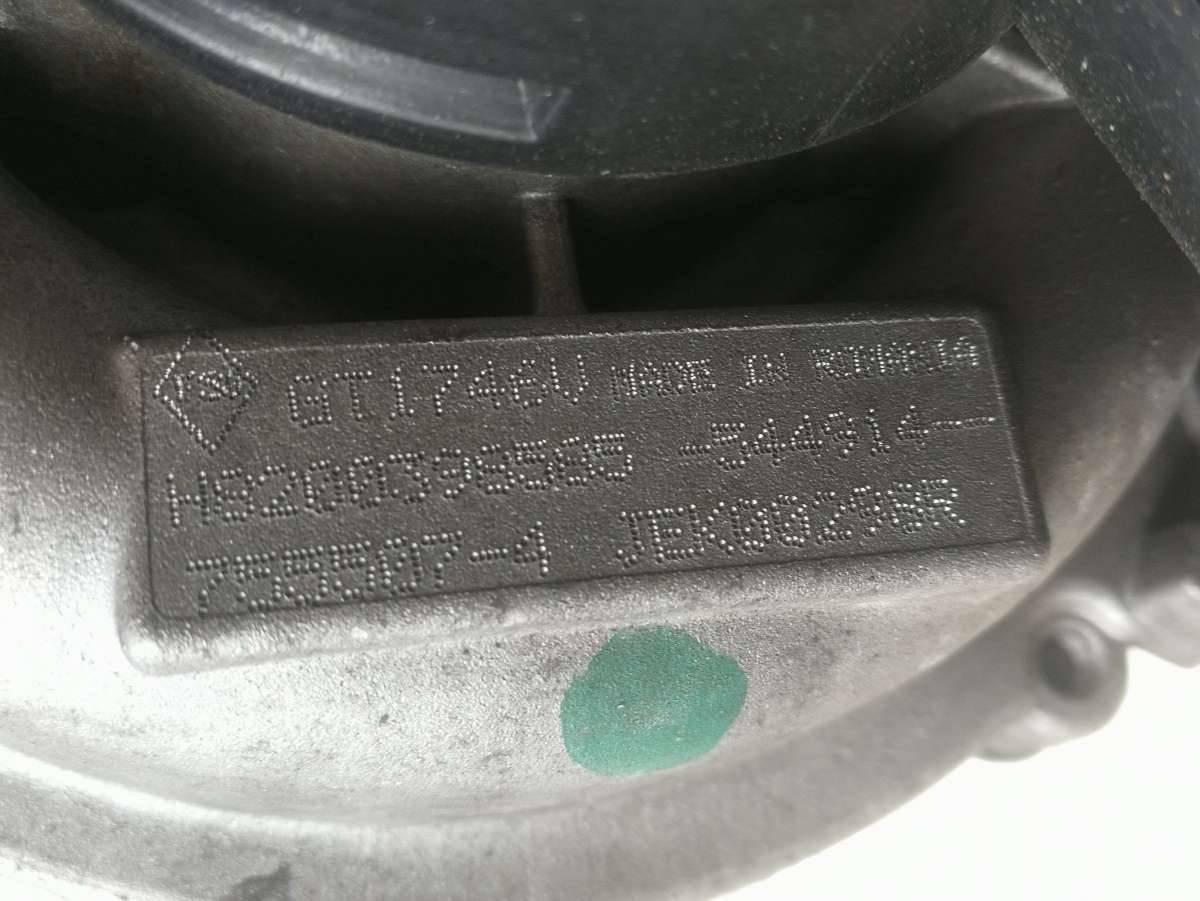 GT1746V MADE IN ROMANIA
H8200398585 -544914-
755507-4 JEK00298R